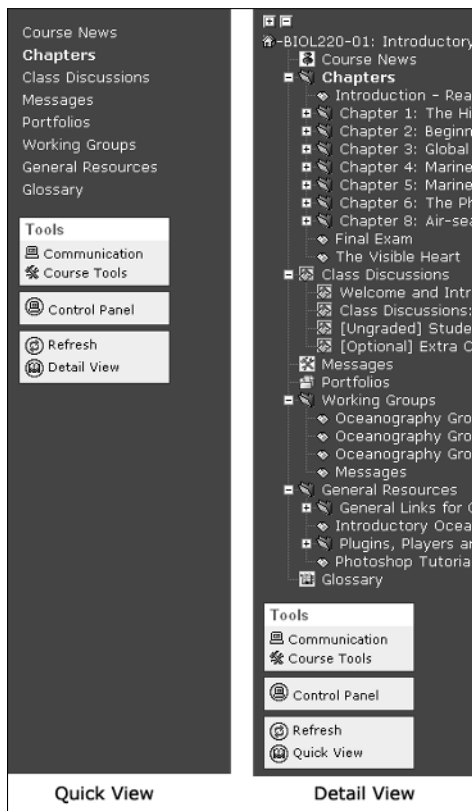 Course News
Chapters
Class Discussions
Messages
Portfolios
Working Groups
General Resources
Glossary
Tools
Communication
Course Tools
Control Panel
Refresh
Detail View
Quick View
-BIOL220-01: Introductory
Course News
Chapters
Introduction - Rea
Chapter 1: The Hi
Chapter 2: Beginn
Chapter 3: Global
Chapter 4: Marine
Chapter 5: Marine
Chapter 6: The Ph
Chapter 8: Air-sea
Final Exam
The Visible Heart
Class Discussions
Welcome and Intr
Class Discussions:
[Ungraded] Stude
[Optional] Extra C
Messages
Portfolios
Working Groups
Oceanography Gro
Oceanography Gro
Oceanography Gro
Messages
General Resources
General Links for
Introductory Ocea
Plugins, Players an
Photoshop Tutoria
Glossary
Tools
Communication
Course Tools
Control Panel
Refresh
Quick View
Detail View